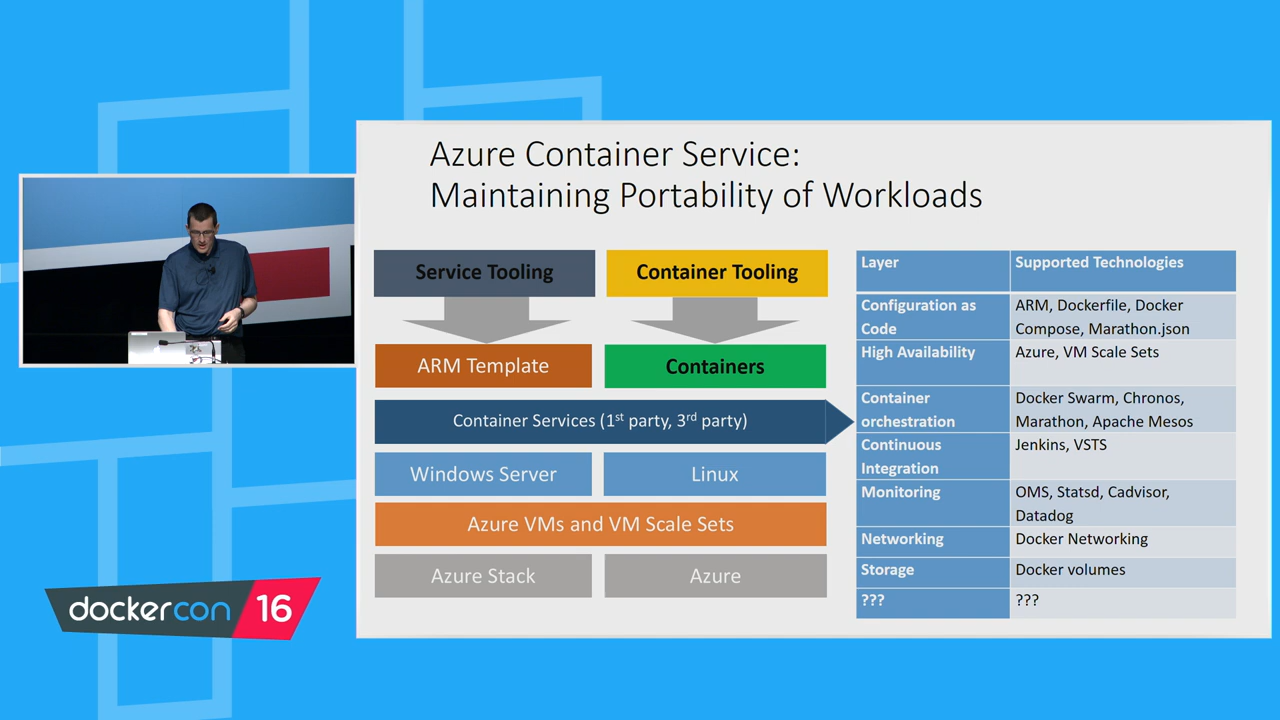 Azure Container Service:
Maintaining Portability of Workloads
Service Tooling
Container Tooling
ARM Template
Containers
Container Services (1st party, 3rd party)
Windows Server
Linux
Azure VMs and VM Scale Sets
Azure Stack
Azure
Layer
Supported Technologies
Configuration as
Code
ARM, Dockerfile, Docker
Compose, Marathon.json
High Availability
Azure, VM Scale Sets
Container
orchestration
Docker Swarm, Chronos,
Marathon, Apache Mesos
Continuous
Integration
Jenkins, VSTS
Monitoring
OMS, Statsd, Cadvisor,
Datadog
Networking
Docker Networking
Storage
Docker volumes
???
???
dockercon 16